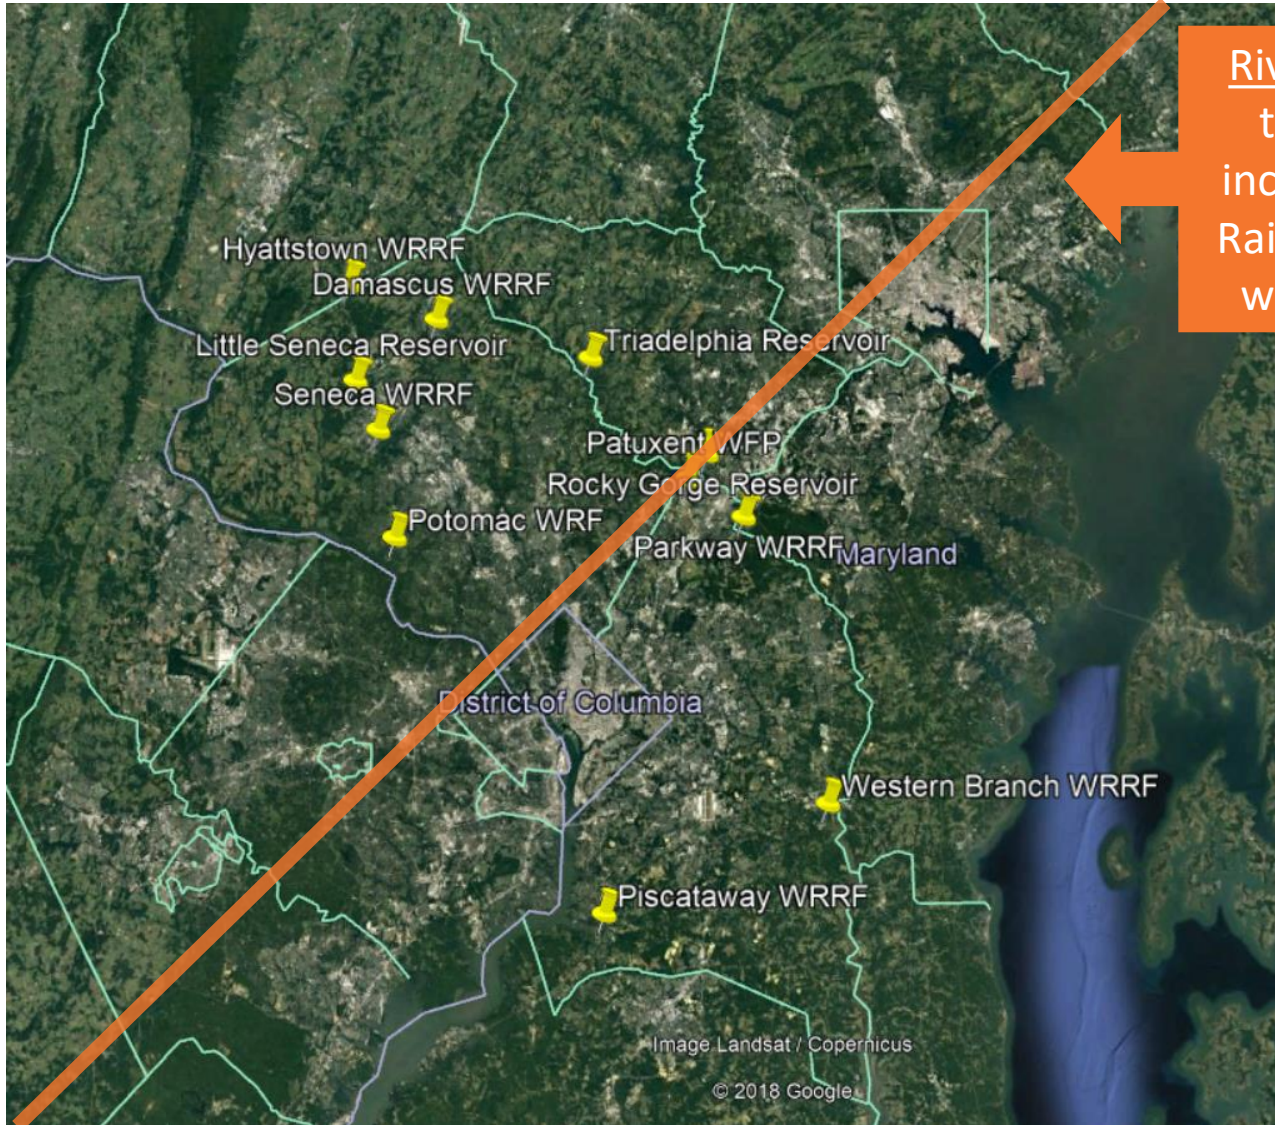 Hyattstown WRRF
Damascus WRRF
Little Seneca Reservoir
Triadelphia Reservoir
Seneca WRRF
Patuxent WFP
Rocky Gorge Reservoir
Potomac WRF
Parkway WRRF
Maryland
District of Columbia
Western Branch WRRF
Piscataway WRRF
Image Landsat / Copernicus
© 2018 Google